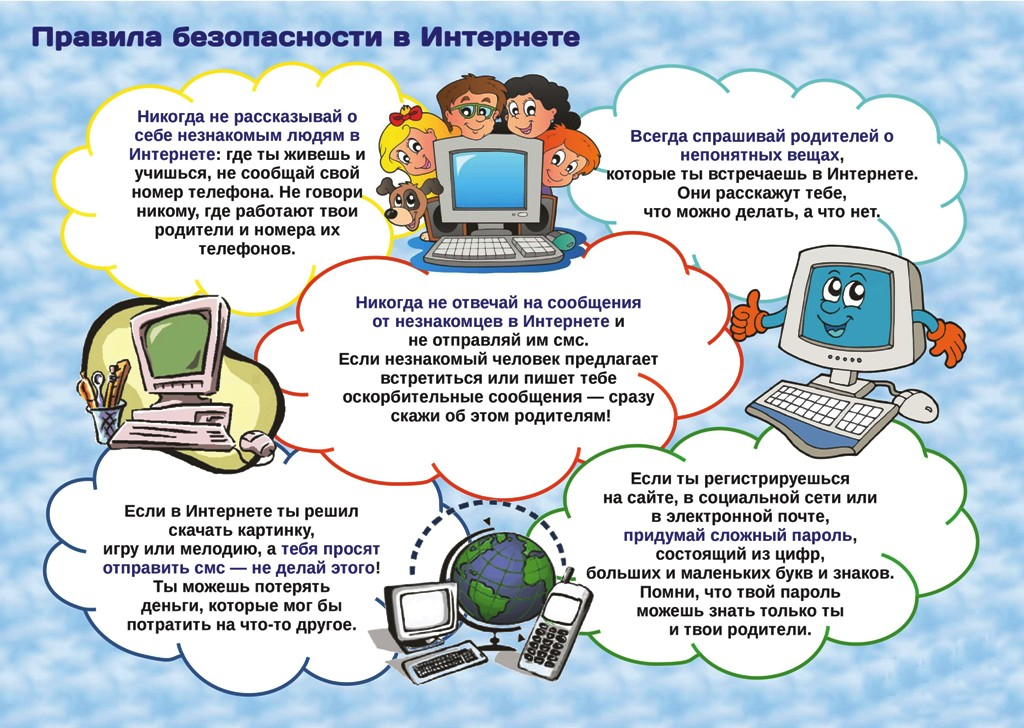 Правила безопасности в Интернете
Никогда не рассказывай о
себе незнакомым людям в
Интернете: где ты живешь и
учишься, не сообщай свой
номер телефона. Не говори
никому, где работают твои
родители и номера их
телефонов.
Всегда спрашивай родителей о
непонятных вещах,
которые ты встречаешь в Интернете.
Они расскажут тебе,
что можно делать, а что нет.
Никогда не отвечай на сообщения
от незнакомцев в Интернете и
не отправляй им смс.
Если незнакомый человек предлагает
встретиться или пишет тебе
оскорбительные сообщения — сразу
скажи об этом родителям!
Если в Интернете ты решил
скачать картинку,
игру или мелодию, а тебя просят
отправить смс — не делай этого!
Ты можешь потерять
деньги, которые мог бы
потратить на что-то другое.
Если ты регистрируешься
на сайте, в социальной сети или
в электронной почте,
придумай сложный пароль,
состоящий из цифр,
больших и маленьких букв и знаков.
Помни, что твой пароль
можешь знать только ты
и твои родители.